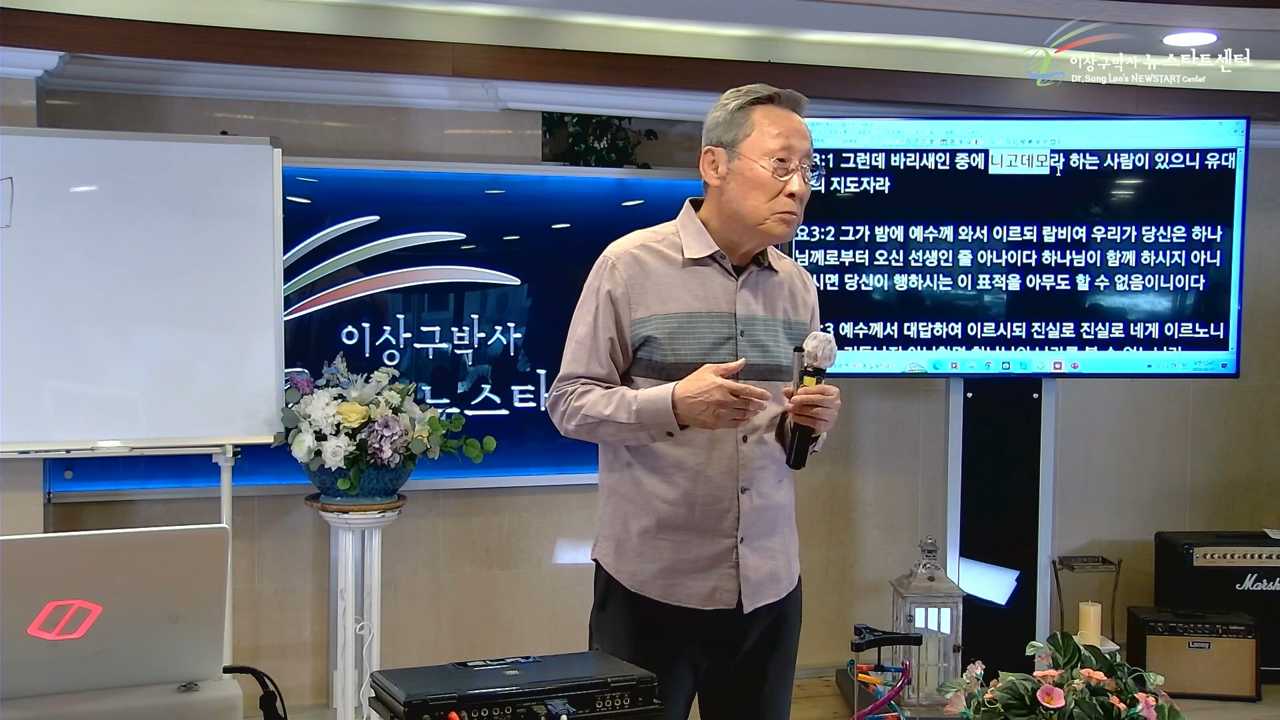 이상구박사 뉴스타트센터
Dr. Sang Lee's NEWSTART Center
3:1 그런데 바리새인 중에 니고데모라 하는 사람이 있으니 유대
의 지도자라
요3:2 그가 밤에 예수께 와서 이르되 랍비여 우리가 당신은 하나
님께로부터 오신 선생인 줄 아나이다 하나님이 함께 하시지 아니
시면 당신이 행하시는 이 표적을 아무도 할 수 없음이니이다
:3 예수께서 대답하여 이르시되 진실로 진실로 네게 이르노니
이상구박사
뉴스타
Marsh
Laney